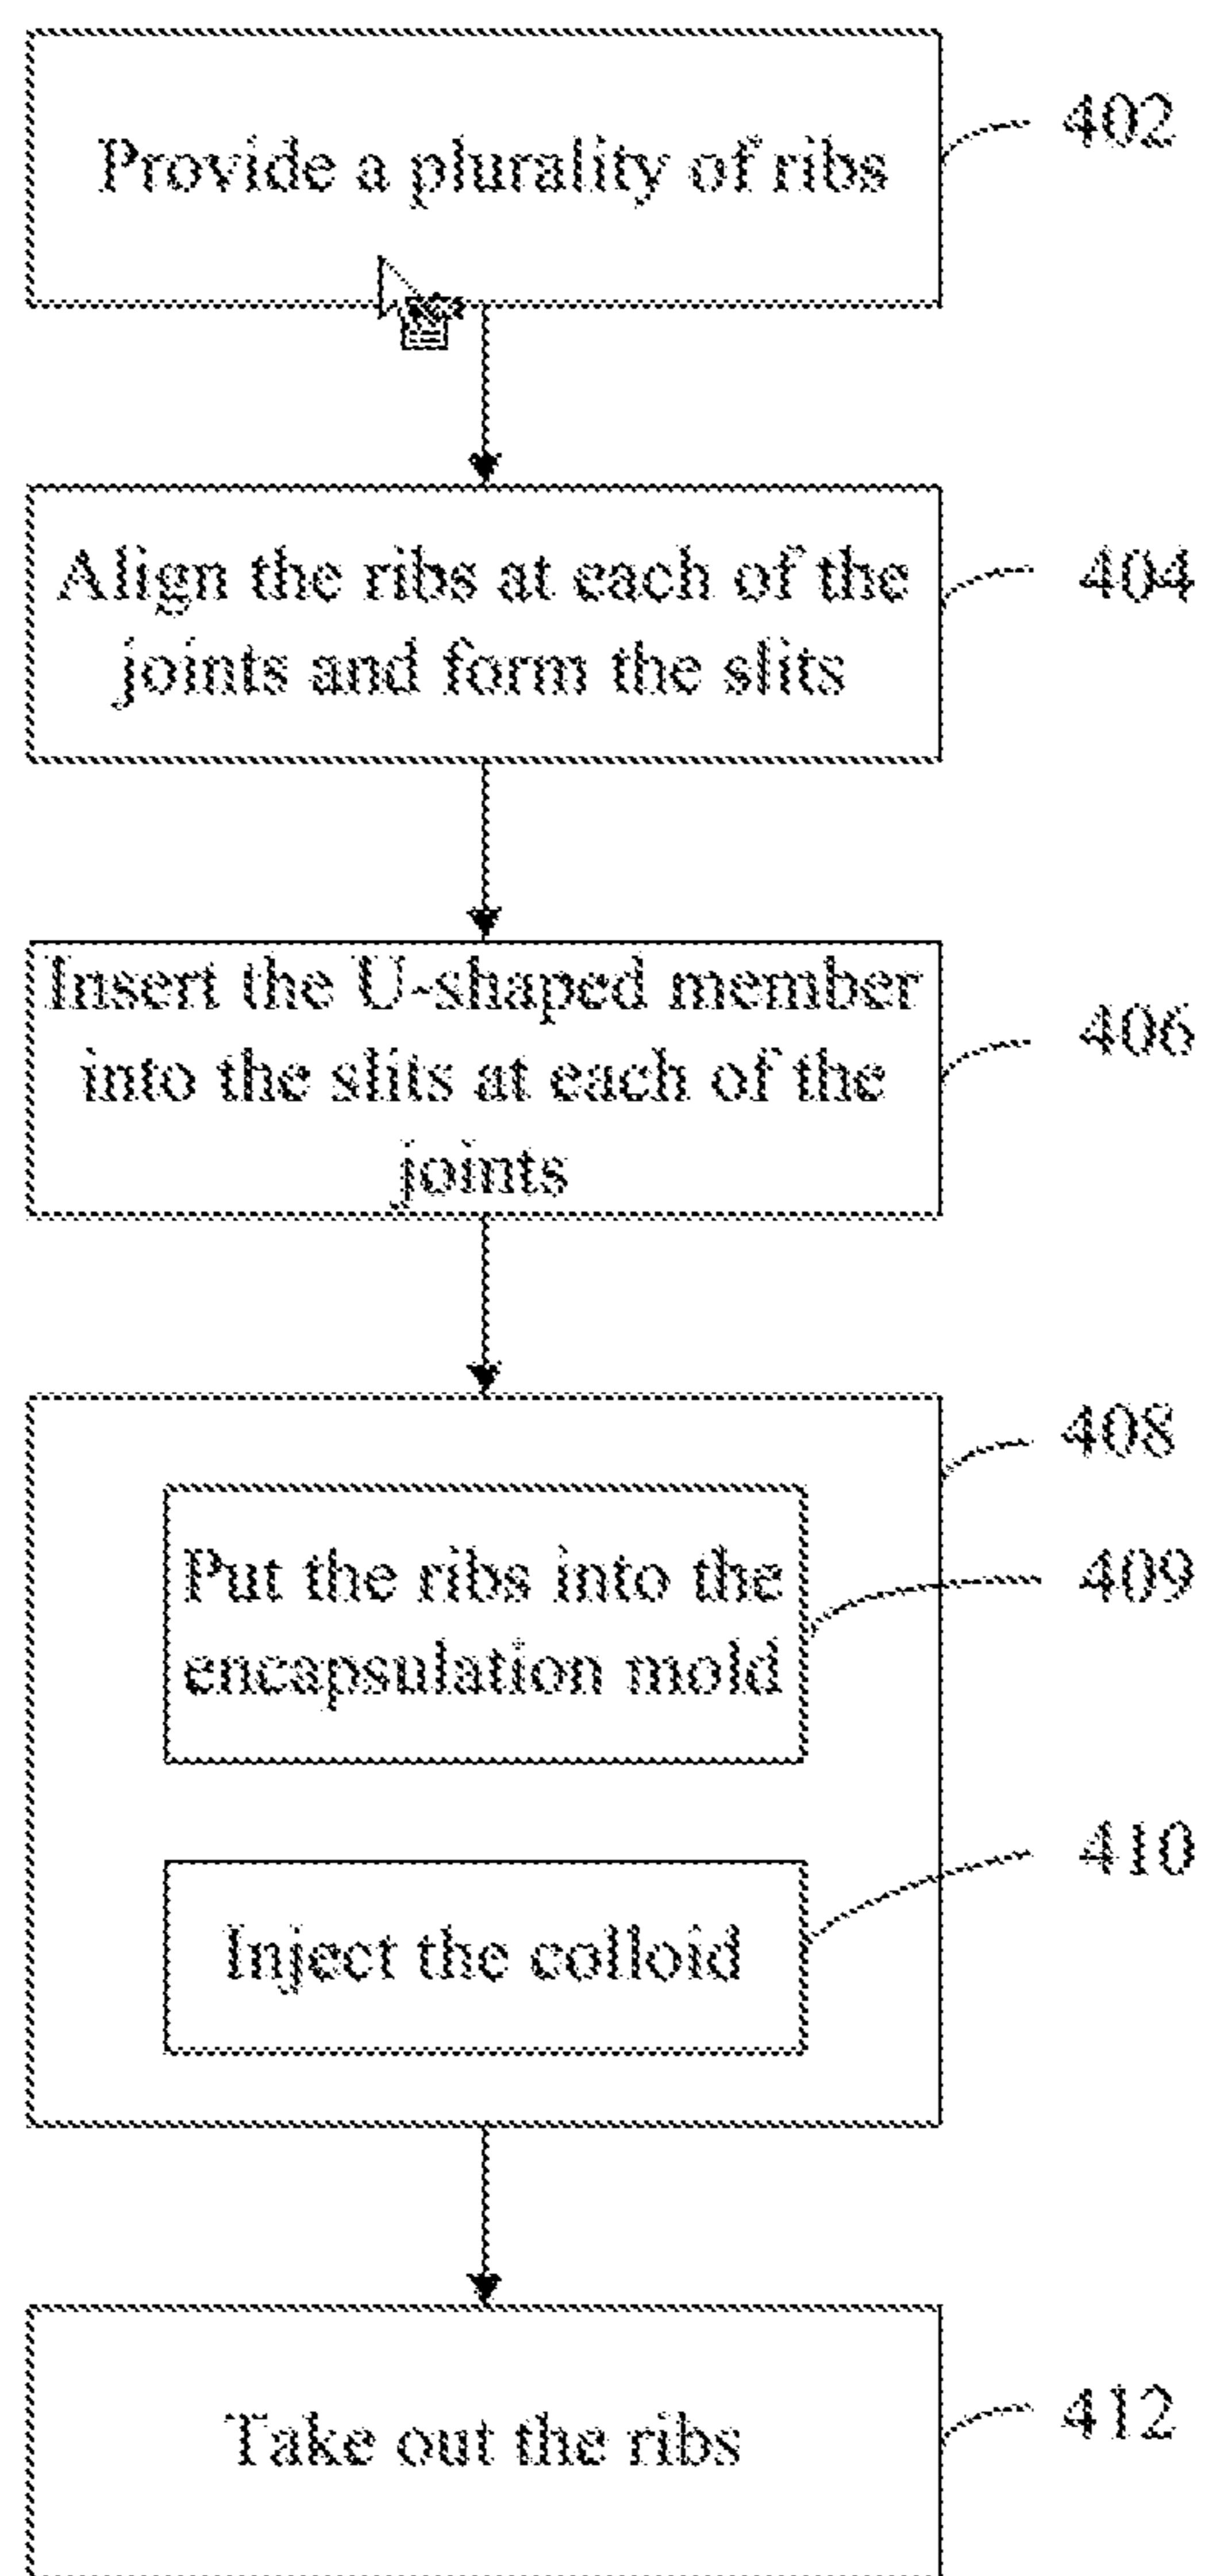 Provide a plurality of ribs
402
Align the ribs at each of the
joints and form the slits
404
Insert the U-shaped member
into the slits at each of the
joints
406
408
Put the ribs into the
encapsulation mold
409
Inject the colloid
410
Take out the ribs
412